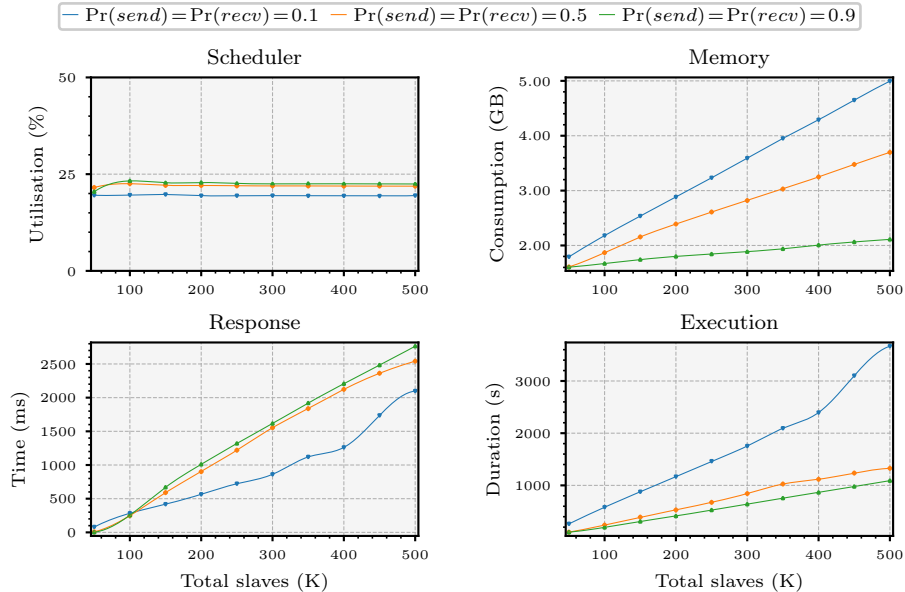 Pr(send)=Pr(recv)=0.1 Pr(send)=Pr(recv)=0.5 Pr(send)=Pr(recv)=0.9
Scheduler
Utilisation (%)
50
25
0
100 200 300 400 500
Memory
Consumption (GB)
5.00
4.00
3.00
2.00
100 200 300 400 500
Response
Time (ms)
2500
2000
1500
1000
500
0
100 200 300 400 500
Total slaves (K)
Execution
Duration (s)
3000
2000
1000
100 200 300 400 500
Total slaves (K)